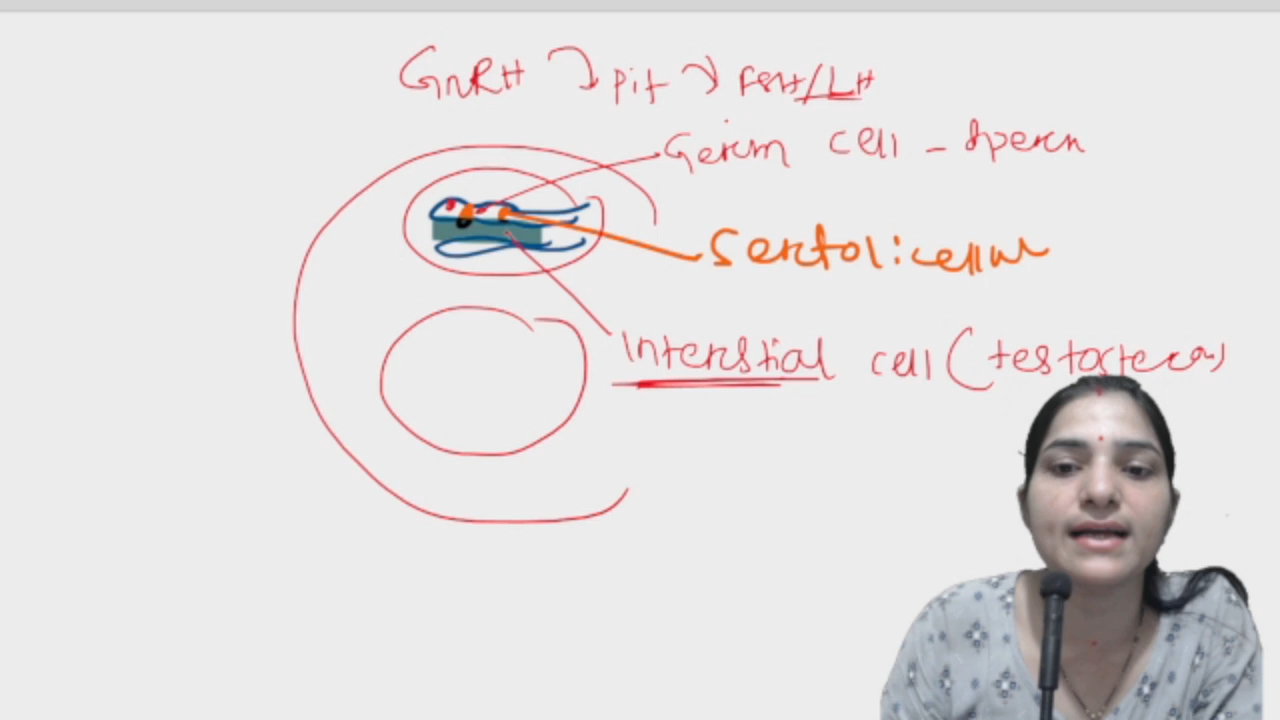 GnRH pit FSH/LH
Germ cell - sperm
Sertoli cell
Interstial cell (testosteron)